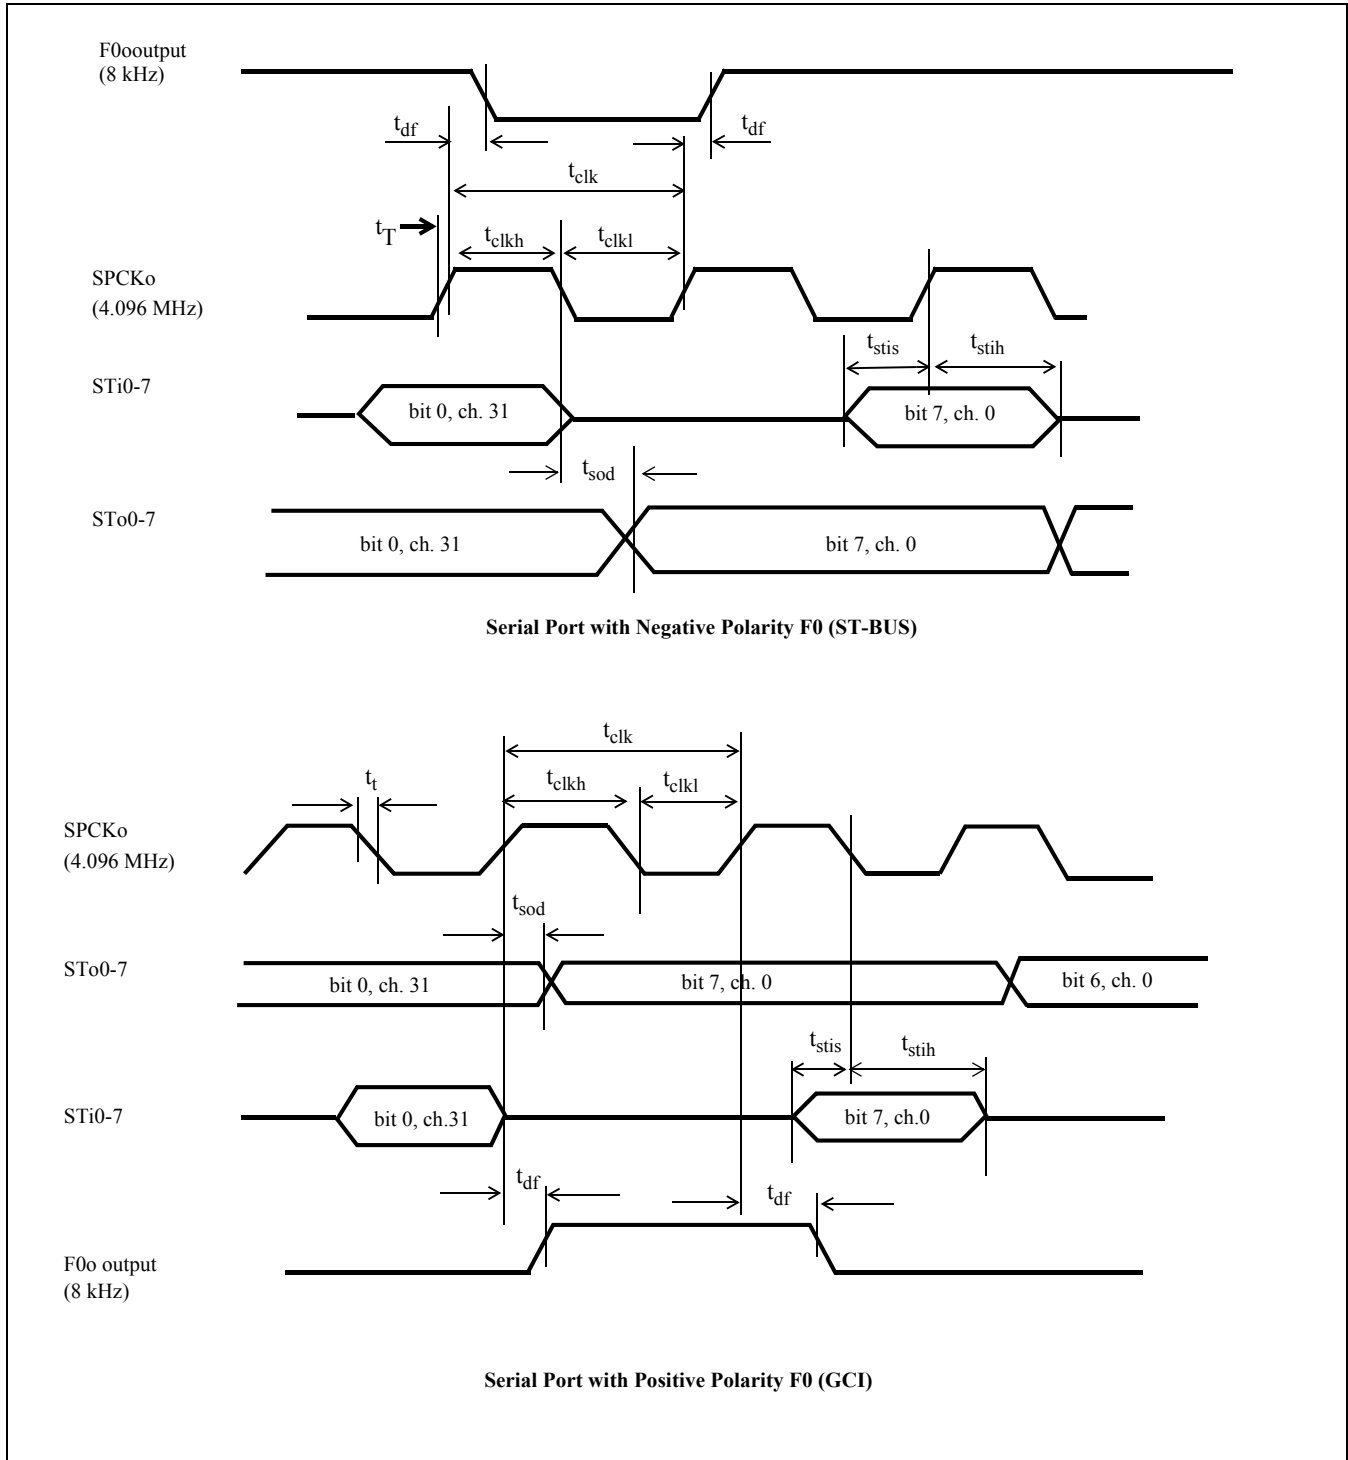 F0ooutput
(8 kHz)
tdf
tdf
tclk
tT
tclkh
tclkl
SPCKo
(4.096 MHz)
tstis
tstih
STi0-7
bit 0, ch. 31
bit 7, ch. 0
tsod
STo0-7
bit 0, ch. 31
bit 7, ch. 0
Serial Port with Negative Polarity F0 (ST-BUS)
tclk
tt
tclkh
tclkl
SPCKo
(4.096 MHz)
tsod
STo0-7
bit 0, ch. 31
bit 7, ch. 0
bit 6, ch. 0
tstis
tstih
STi0-7
bit 0, ch.31
bit 7, ch.0
tdf
tdf
F0o output
(8 kHz)
Serial Port with Positive Polarity F0 (GCI)